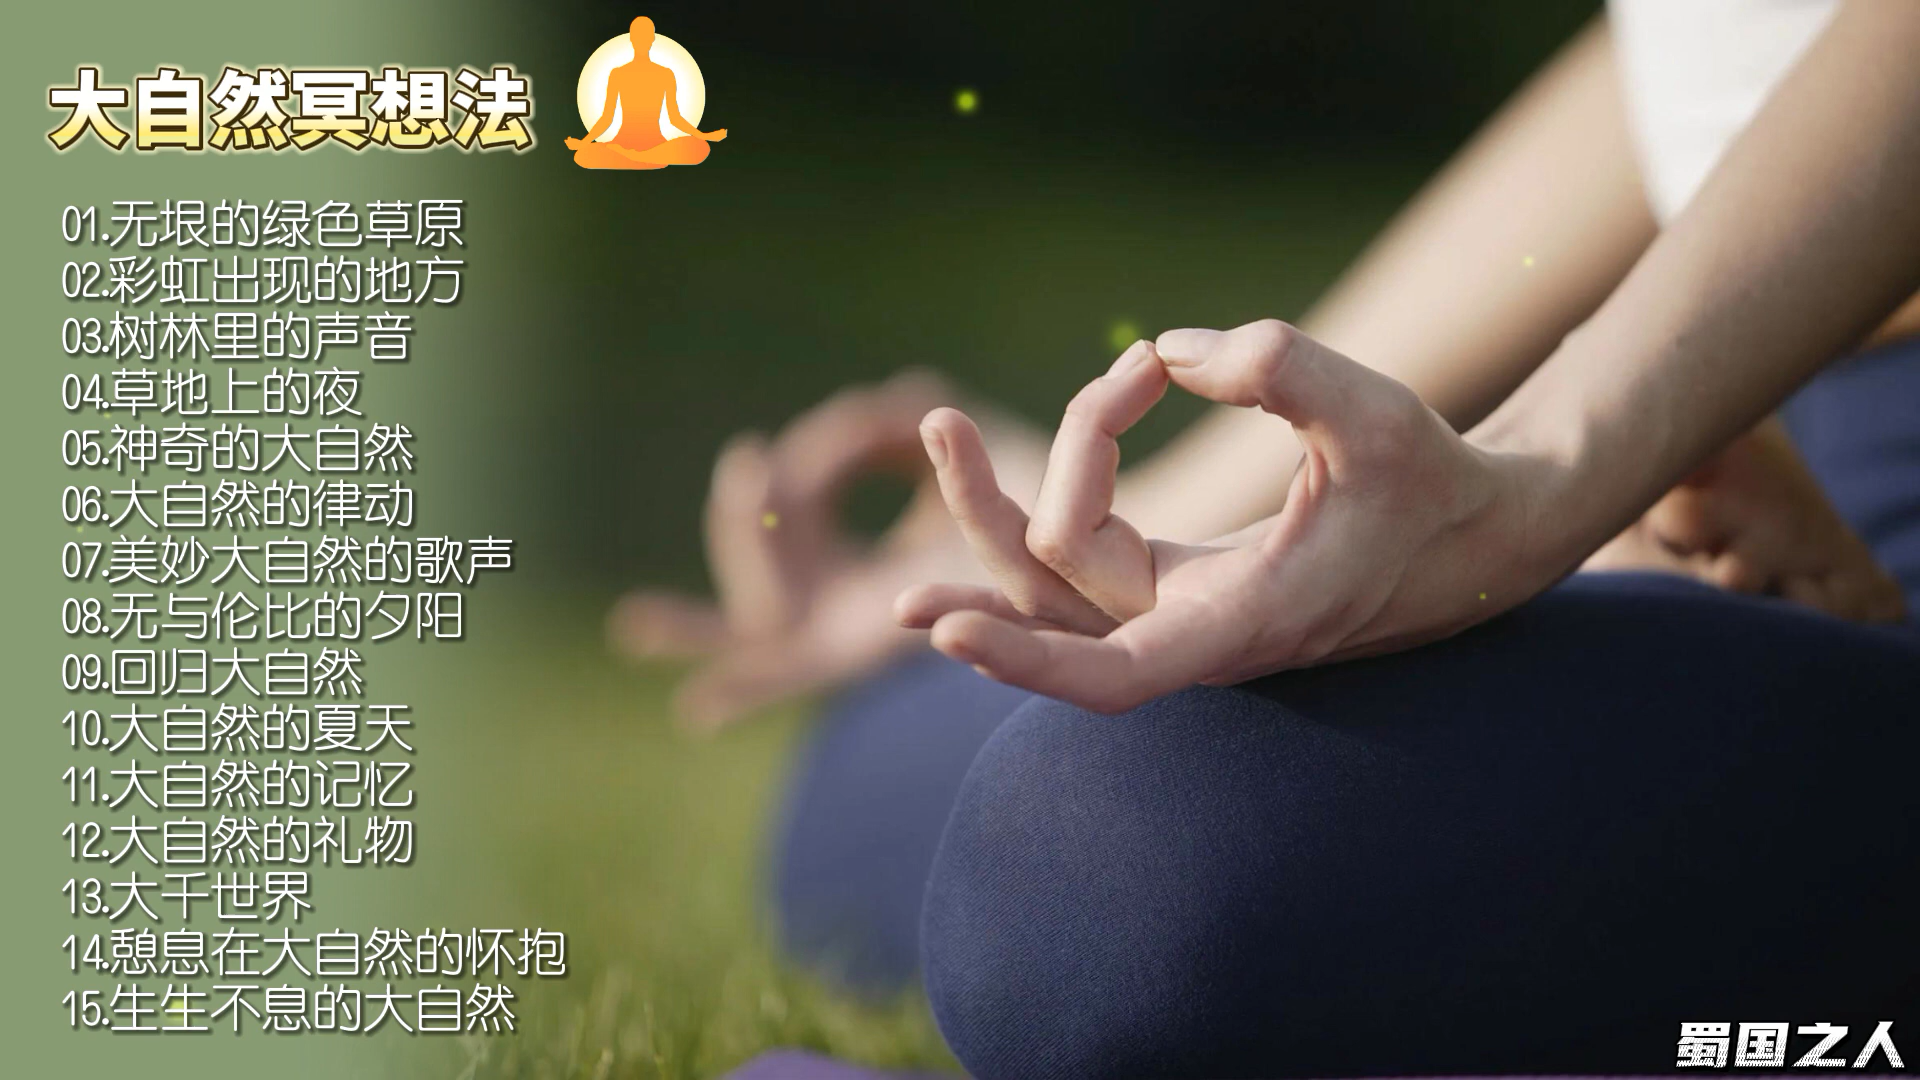 大自然冥想法
01.无垠的绿色草原
02.彩虹出现的地方
03.树林里的声音
04.草地上的夜
05.神奇的大自然
06.大自然的律动
07.美妙大自然的歌声
08.无与伦比的夕阳
09.回归大自然
10.大自然的夏天
11.大自然的记忆
12.大自然的礼物
13.大千世界
14.憩息在大自然的怀抱
15.生生不息的大自然
蜀国之人